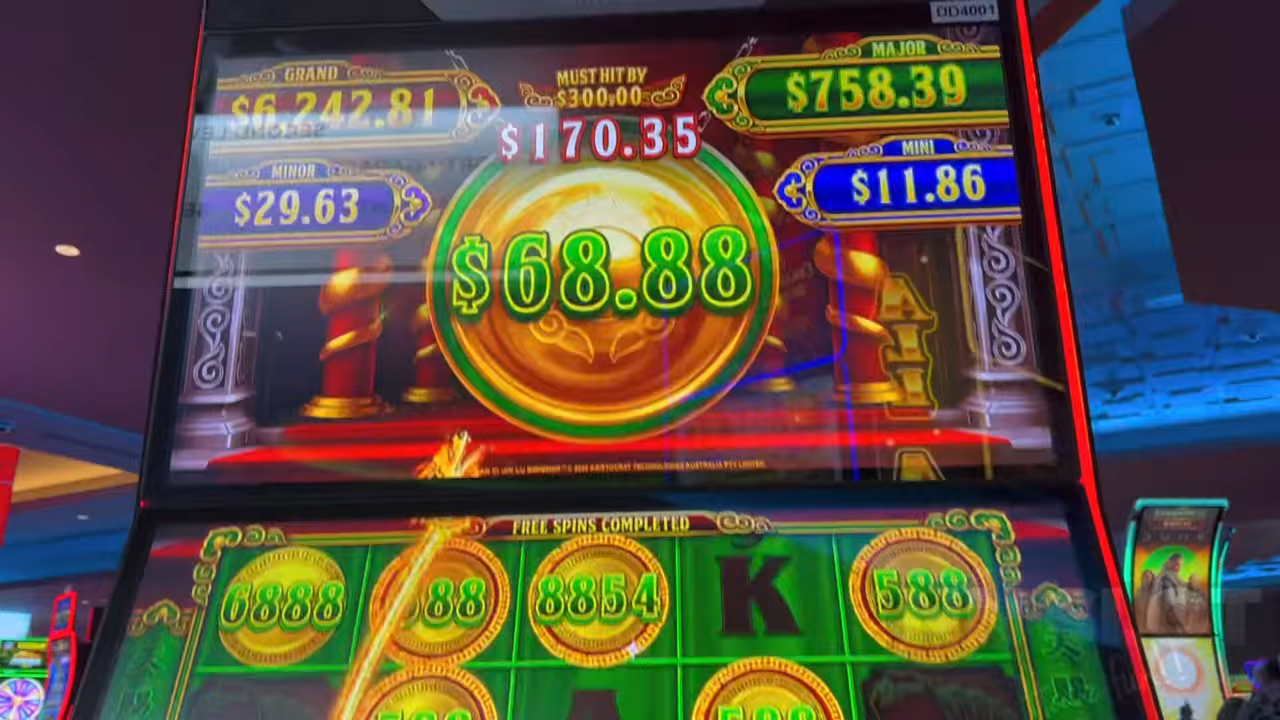 DD4001
GRAND
$6,242.81
MUST HIT BY
$300.00
$170.35
MAJOR
$758.39
MINOR
$29.63
MINI
$11.86
$68.88
FREE SPINS COMPLETED
6888
88
8854
K
588
588